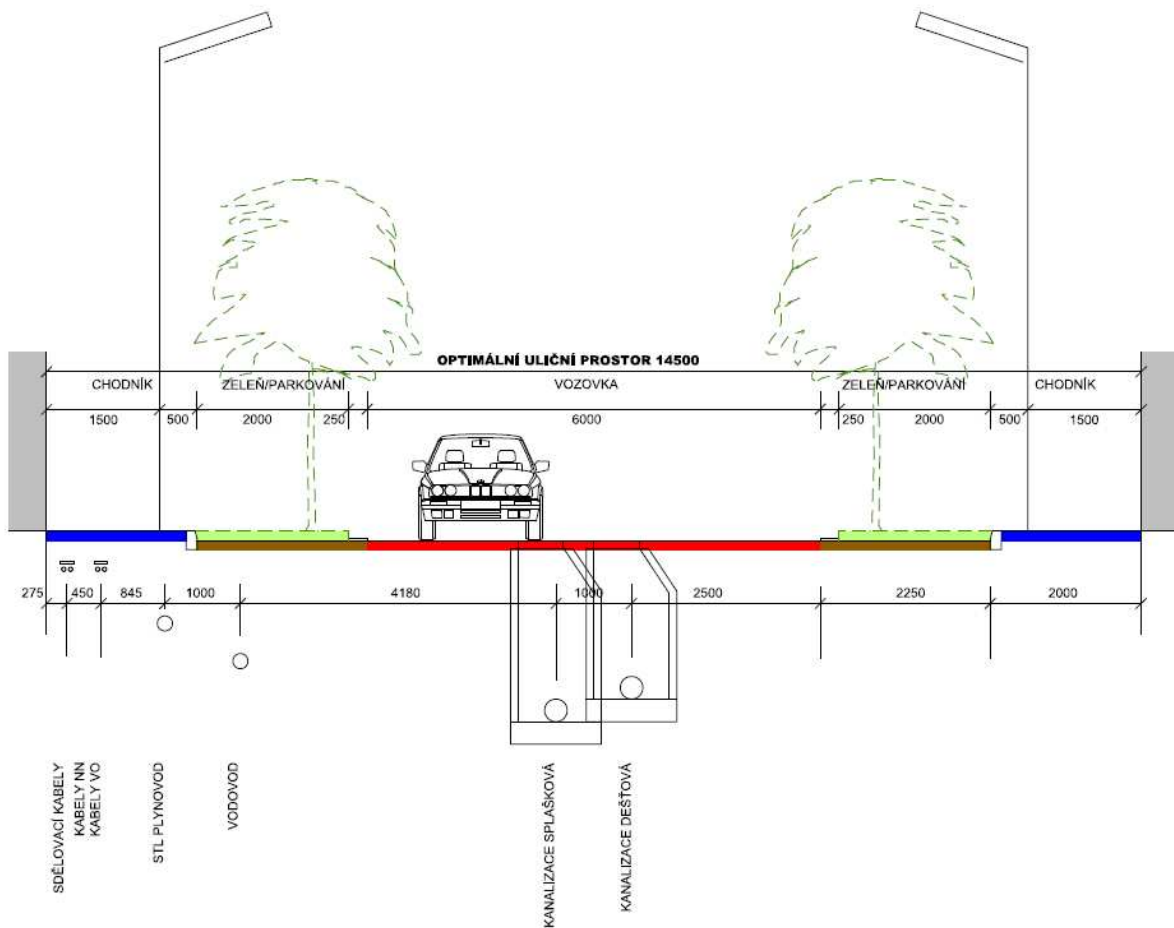 OPTIMÁLNÍ ULIČNÍ PROSTOR 14500
CHODNÍK ZELEŇ/PARKOVÁNÍ VOZOVKA ZELEŇ/PARKOVÁNÍ CHODNÍK
1500 500 2000 250 6000 250 2000 500 1500
275 450 845 1000 4180 1000 2500 2250 2000
SDĚLOVACÍ KABELY
KABELY NN
KABELY VO
STL PLYNOVOD
VODOVOD
KANALIZACE SPLAŠKOVÁ
KANALIZACE DEŠŤOVÁ